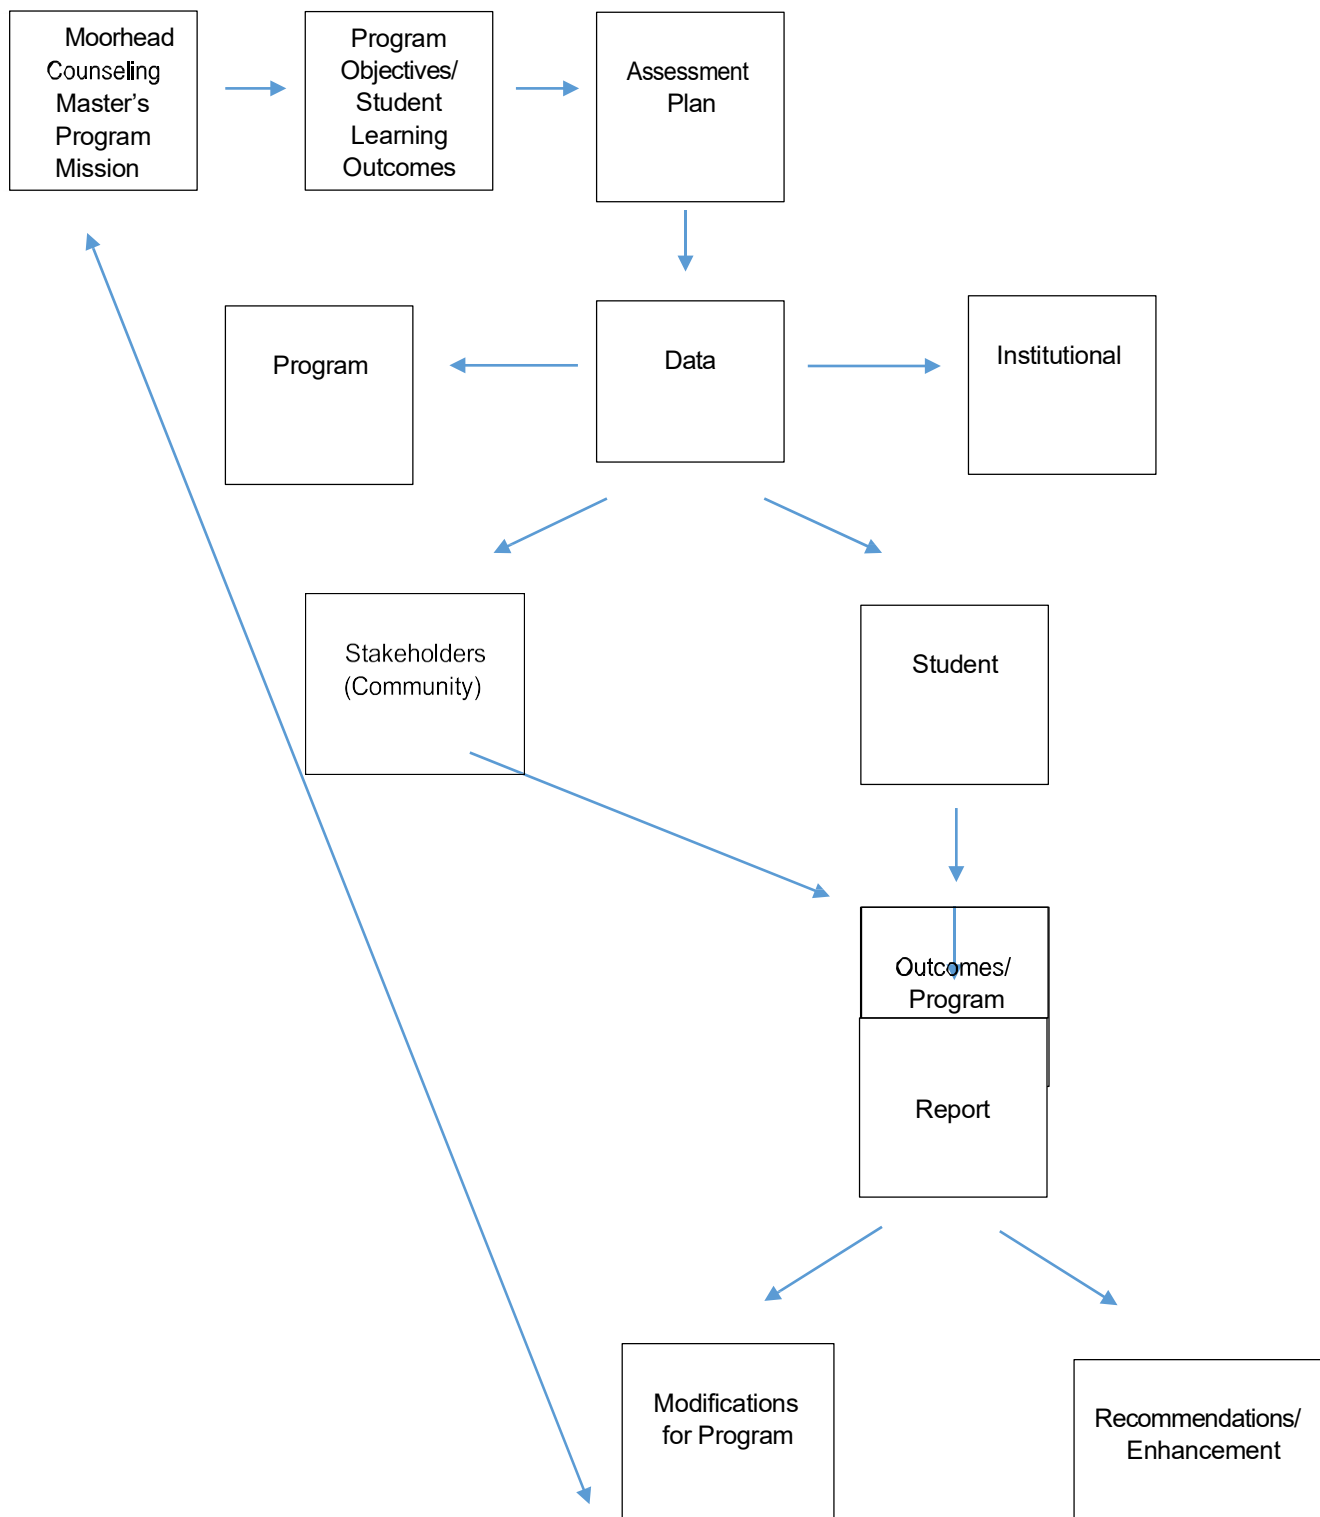 Moorhead
Counseling
Master's
Program
Mission
Program
Objectives/
Student
Learning
Outcomes
Assessment
Plan
Program
Data
Institutional
Stakeholders
(Community)
Student
Outcomes/
Program
Report
Modifications
for Program
Recommendations/
Enhancement